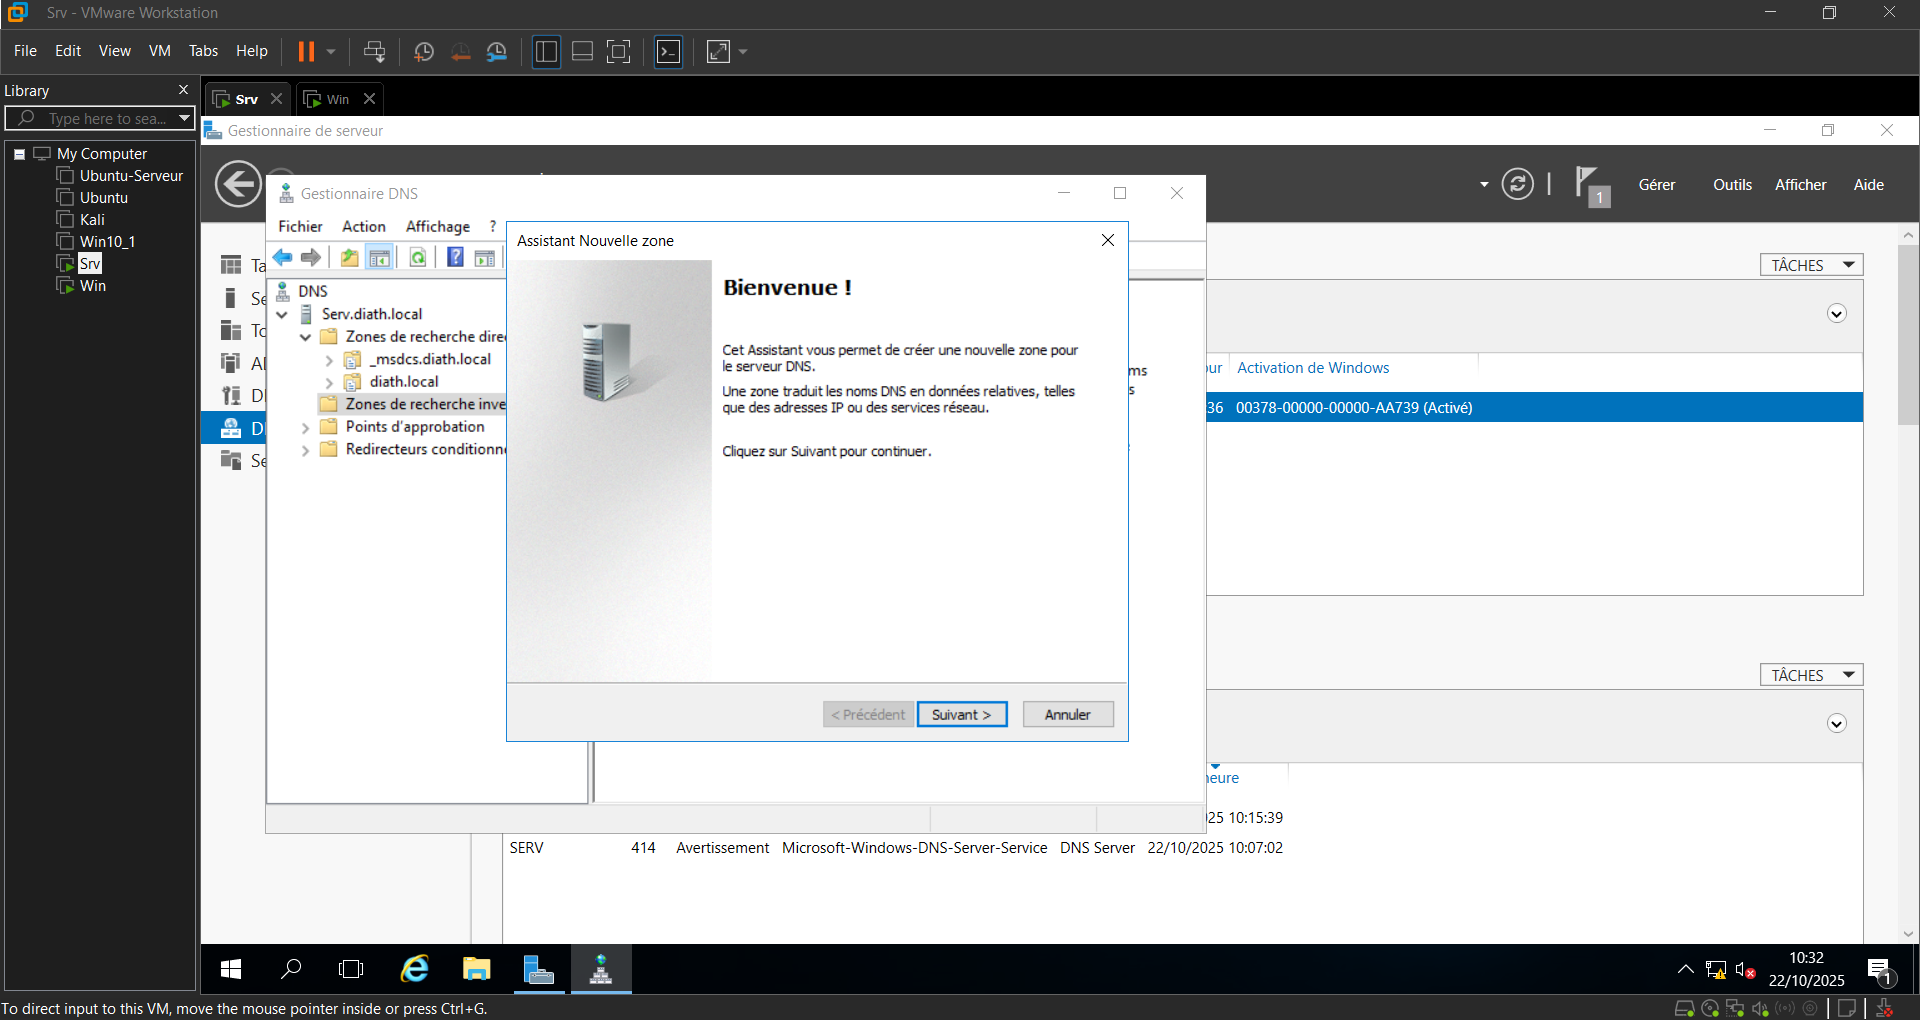 Srv - VMware Workstation
File Edit View VM Tabs Help
Library
Type here to sea...
My Computer
Ubuntu-Serveur
Ubuntu
Kali
Win10_1
Srv
Win
Srv
Win
Gestionnaire de serveur
1
Gérer Outils Afficher Aide
Gestionnaire DNS
Fichier Action Affichage ?
DNS
Serv.diath.local
Zones de recherche dire
_msdcs.diath.local
diath.local
Zones de recherche inve
Points d'approbation
Redirecteurs conditionn
Assistant Nouvelle zone
Bienvenue !
Cet Assistant vous permet de créer une nouvelle zone pour
le serveur DNS.
Une zone traduit les noms DNS en données relatives, telles
que des adresses IP ou des services réseau.
Cliquez sur Suivant pour continuer.
< Précédent Suivant > Annuler
TÂCHES
ur Activation de Windows
36 00378-00000-00000-AA739 (Activé)
TÂCHES
heure
25 10:15:39
SERV 414 Avertissement Microsoft-Windows-DNS-Server-Service DNS Server 22/10/2025 10:07:02
10:32
22/10/2025
1
To direct input to this VM, move the mouse pointer inside or press Ctrl+G.